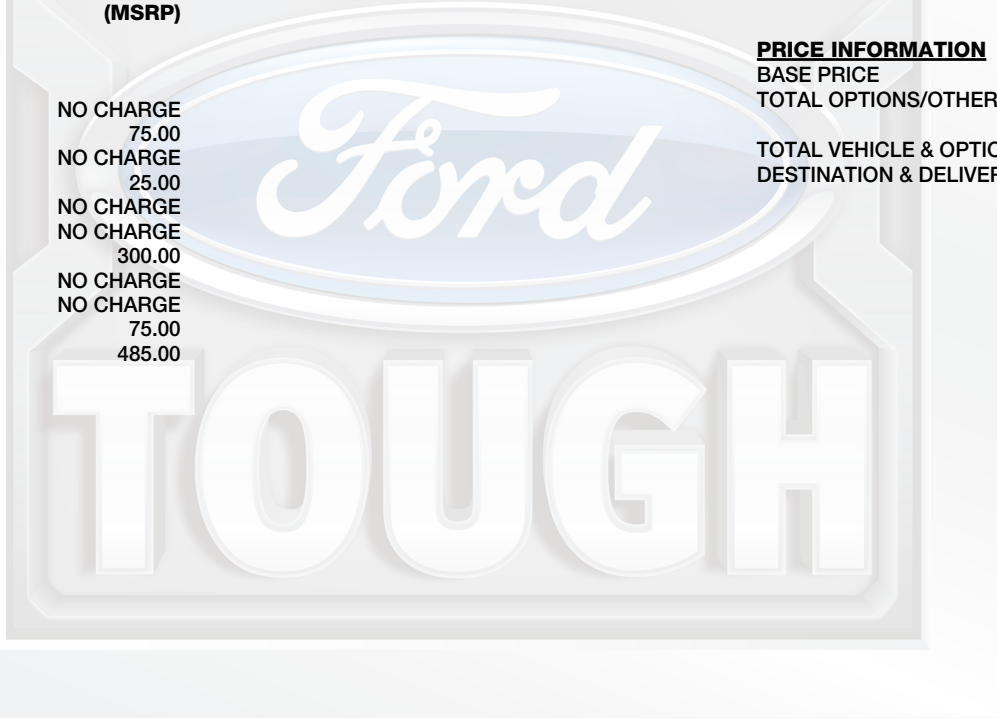 (MSRP)
NO CHARGE
75.00
NO CHARGE
25.00
NO CHARGE
NO CHARGE
300.00
NO CHARGE
NO CHARGE
75.00
485.00
PRICE INFORMATION
BASE PRICE
TOTAL OPTIONS/OTHER
TOTAL VEHICLE & OPTIO
DESTINATION & DELIVER
Ford
TOUGH